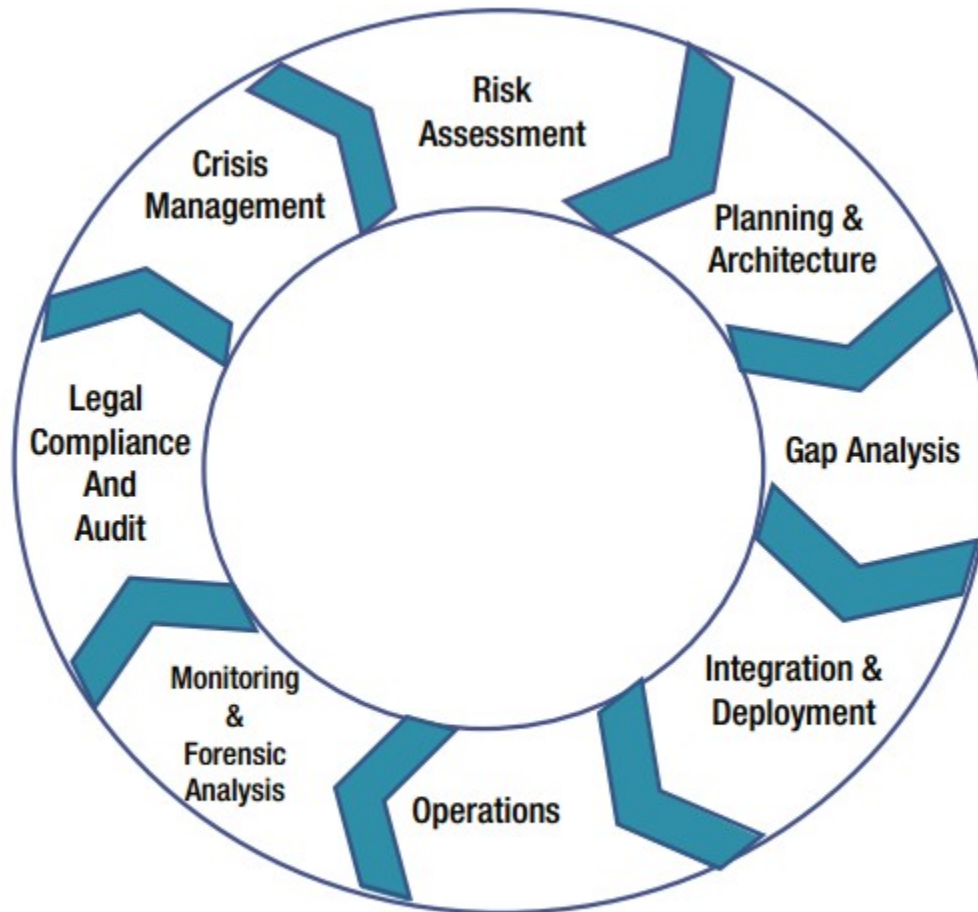 Risk
Assessment
Planning &
Architecture
Gap Analysis
Integration &
Deployment
Operations
Monitoring
&
Forensic
Analysis
Legal
Compliance
And
Audit
Crisis
Management